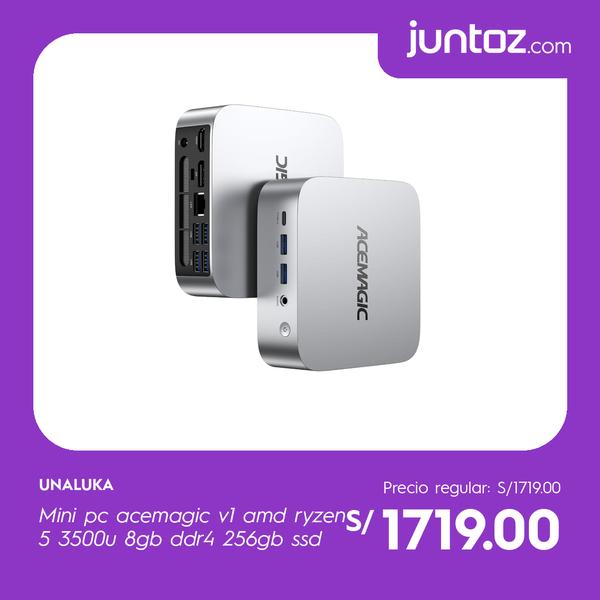 juntoz.com
ACEMAGIC
UNALUKA
Precio regular: S/1719.00
Mini pc acemagic v1 amd ryzen
5 3500u 8gb ddr4 256gb ssd
S/ 1719.00